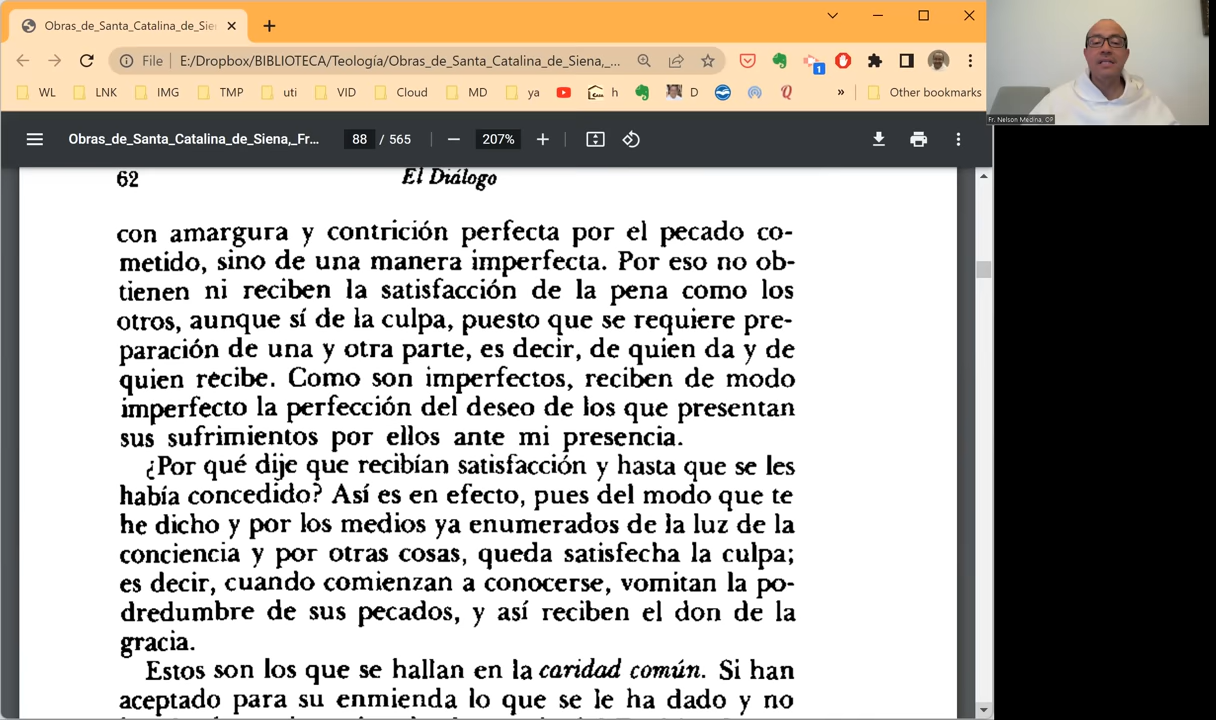 Obras_de_Santa_Catalina_de_Sie
File E:/Dropbox/BIBLIOTECA/Teología/Obras_de_Santa_Catalina_de_Siena,_...
WL LNK IMG TMP uti VID Cloud MD ya h D » Other bookmarks
1
Fr. Nelson Medina, OP
Obras_de_Santa_Catalina_de_Siena,_Fr... 88 / 565 207%
62 El Diálogo
con amargura y contrición perfecta por el pecado co-
metido, sino de una manera imperfecta. Por eso no ob-
tienen ni reciben la satisfacción de la pena como los
otros, aunque sí de la culpa, puesto que se requiere pre-
paración de una y otra parte, es decir, de quien da y de
quien recibe. Como son imperfectos, reciben de modo
imperfecto la perfección del deseo de los que presentan
sus sufrimientos por ellos ante mi presencia.
¿Por qué dije que recibían satisfacción y hasta que se les
había concedido? Así es en efecto, pues del modo que te
he dicho y por los medios ya enumerados de la luz de la
conciencia y por otras cosas, queda satisfecha la culpa;
es decir, cuando comienzan a conocerse, vomitan la po-
dredumbre de sus pecados, y así reciben el don de la
gracia.
Estos son los que se hallan en la caridad común. Si han
aceptado para su enmienda lo que se le ha dado y no